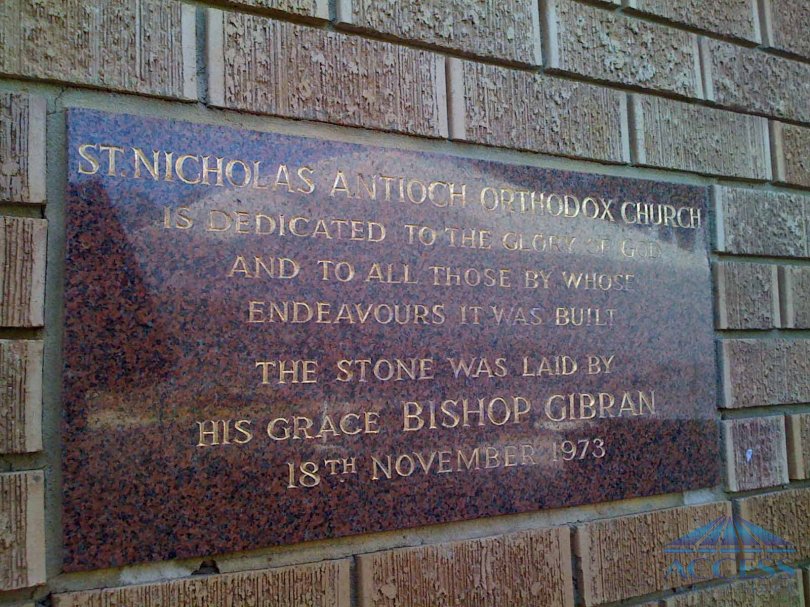 ST. NICHOLAS ANTIOCH ORTHODOX CHURCH
IS DEDICATED TO THE GLORY OF GOD
AND TO ALL THOSE BY WHOSE
ENDEAVOURS IT WAS BUILT
THE STONE WAS LAID BY
HIS GRACE BISHOP GIBRAN
18TH NOVEMBER 1973
ACCESS